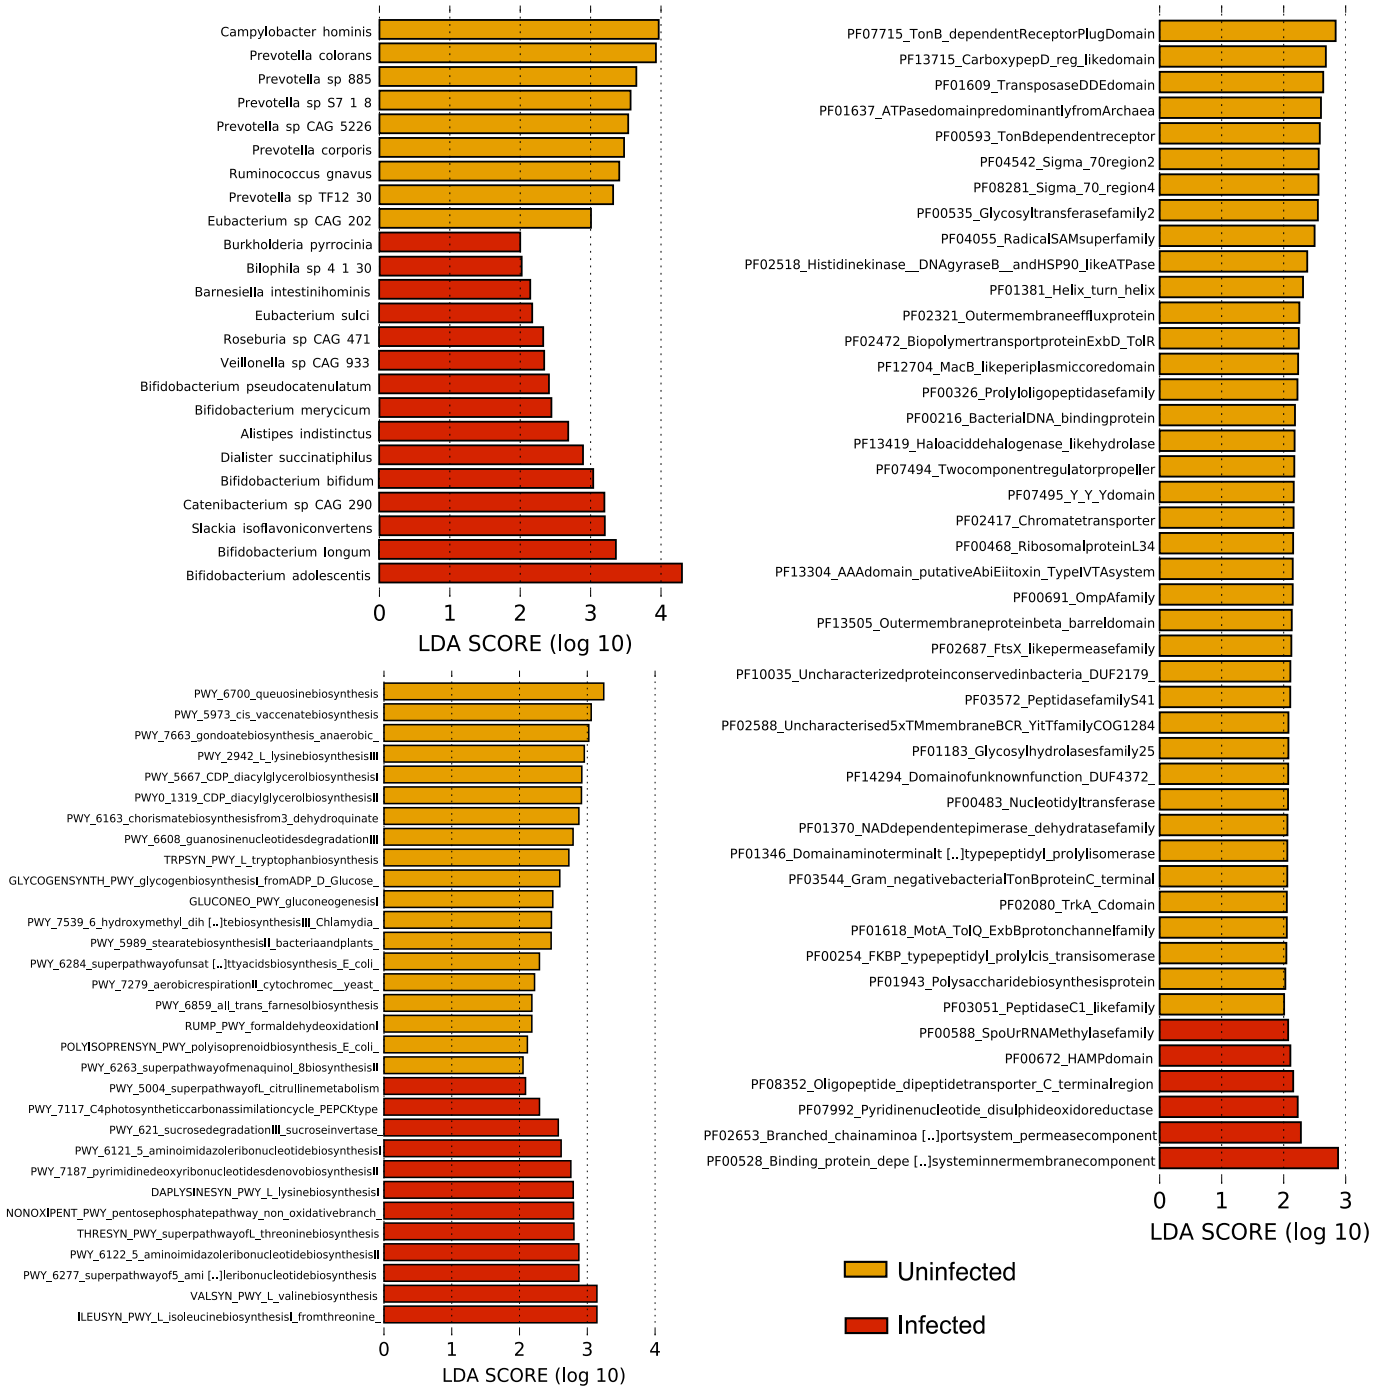 Campylobacter hominis
Prevotella colorans
Prevotella sp 885
Prevotella sp S7 1 8
Prevotella sp CAG 5226
Prevotella corporis
Ruminococcus gnavus
Prevotella sp TF12 30
Eubacterium sp CAG 202
Burkholderia pyrrocinia
Bilophila sp 4 1 30
Barnesiella intestinihominis
Eubacterium sulci
Roseburia sp CAG 471
Veillonella sp CAG 933
Bifidobacterium pseudocatenulatum
Bifidobacterium merycicum
Alistipes indistinctus
Dialister succinatiphilus
Bifidobacterium bifidum
Catenibacterium sp CAG 290
Slackia isoflavoniconvertens
Bifidobacterium longum
Bifidobacterium adolescentis
0 1 2 3 4
LDA SCORE (log 10)
PWY_6700_queuosinebiosynthesis
PWY_5973_cis_vaccenatebiosynthesis
PWY_7663_gondoatebiosynthesis_anaerobic_
PWY_2942_L_lysinebiosynthesisIII
PWY_5667_CDP_diacylglycerolbiosynthesisI
PWY0_1319_CDP_diacylglycerolbiosynthesisII
PWY_6163_chorismatebiosynthesisfrom3_dehydroquinate
PWY_6608_guanosinenucleotidesdegradationIII
TRPSYN_PWY_L_tryptophanbiosynthesis
GLYCOGENSYNTH_PWY_glycogenbiosynthesisI_fromADP_D_Glucose_
GLUCONEO_PWY_gluconeogenesisI
PWY_7539_6_hydroxymethyl_dih [..]tebiosynthesisIII_Chlamydia_
PWY_5989_stearatebiosynthesisII_bacteriaandplants_
PWY_6284_superpathwayofunsat [..]ttyacidsbiosynthesis_E_coli_
PWY_7279_aerobicrespirationII_cytochromec__yeast_
PWY_6859_all_trans_farnesolbiosynthesis
RUMP_PWY_formaldehydeoxidationI
POLYISOPRENSYN_PWY_polyisoprenoidbiosynthesis_E_coli_
PWY_6263_superpathwayofmenaquinol_8biosynthesisII
PWY_5004_superpathwayofL_citrullinemetabolism
PWY_7117_C4photosyntheticcarbonassimilationcycle_PEPCKtype
PWY_621_sucrosedegradationIII_sucroseinvertase_
PWY_6121_5_aminoimidazoleribonucleotidebiosynthesisI
PWY_7187_pyrimidinedeoxyribonucleotidesdenovobiosynthesisII
DAPLYSINESYN_PWY_L_lysinebiosynthesisI
NONOXIPENT_PWY_pentosephosphatepathway_non_oxidativebranch_
THRESYN_PWY_superpathwayofL_threoninebiosynthesis
PWY_6122_5_aminoimidazoleribonucleotidebiosynthesisII
PWY_6277_superpathwayof5_ami [..]leribonucleotidebiosynthesis
VALSYN_PWY_L_valinebiosynthesis
ILEUSYN_PWY_L_isoleucinebiosynthesisI_fromthreonine_
0 1 2 3 4
LDA SCORE (log 10)
PF07715_TonB_dependentReceptorPlugDomain
PF13715_CarboxypepD_reg_likedomain
PF01609_TransposaseDDEdomain
PF01637_ATPasedomainpredominantlyfromArchaea
PF00593_TonBdependentreceptor
PF04542_Sigma_70region2
PF08281_Sigma_70_region4
PF00535_Glycosyltransferasefamily2
PF04055_RadicalSAMsuperfamily
PF02518_Histidinekinase__DNAgyraseB__andHSP90_likeATPase
PF01381_Helix_turn_helix
PF02321_Outermembraneeffluxprotein
PF02472_BiopolymertransportproteinExbD_TolR
PF12704_MacB_likeperiplasmiccoredomain
PF00326_Prolyloligopeptidasefamily
PF00216_BacterialDNA_bindingprotein
PF13419_Haloaciddehalogenase_likehydrolase
PF07494_Twocomponentregulatorpropeller
PF07495_Y_Y_Ydomain
PF02417_Chromatetransporter
PF00468_RibosomalproteinL34
PF13304_AAAdomain_putativeAbiEiitoxin_TypeIVTAsystem
PF00691_OmpAfamily
PF13505_Outermembraneproteinbeta_barreldomain
PF02687_FtsX_likepermeasefamily
PF10035_Uncharacterizedproteinconservedinbacteria_DUF2179_
PF03572_PeptidasefamilyS41
PF02588_Uncharacterised5xTMmembraneBCR_YitTfamilyCOG1284
PF01183_Glycosylhydrolasesfamily25
PF14294_Domainofunknownfunction_DUF4372_
PF00483_Nucleotidyltransferase
PF01370_NADdependentepimerase_dehydratasefamily
PF01346_Domainaminoterminalt [..]typepeptidyl_prolylisomerase
PF03544_Gram_negativebacterialTonBproteinC_terminal
PF02080_TrkA_Cdomain
PF01618_MotA_TolQ_ExbBprotonchannelfamily
PF00254_FKBP_typepeptidyl_prolylcis_transisomerase
PF01943_Polysaccharidebiosynthesisprotein
PF03051_PeptidaseC1_likefamily
PF00588_SpoUrRNAMethylasefamily
PF00672_HAMPdomain
PF08352_Oligopeptide_dipeptidetransporter_C_terminalregion
PF07992_Pyridinenucleotide_disulphideoxidoreductase
PF02653_Branched_chainaminoa [..]portsystem_permeasecomponent
PF00528_Binding_protein_depe [..]systeminnermembranecomponent
0 1 2 3
LDA SCORE (log 10)
Uninfected
Infected